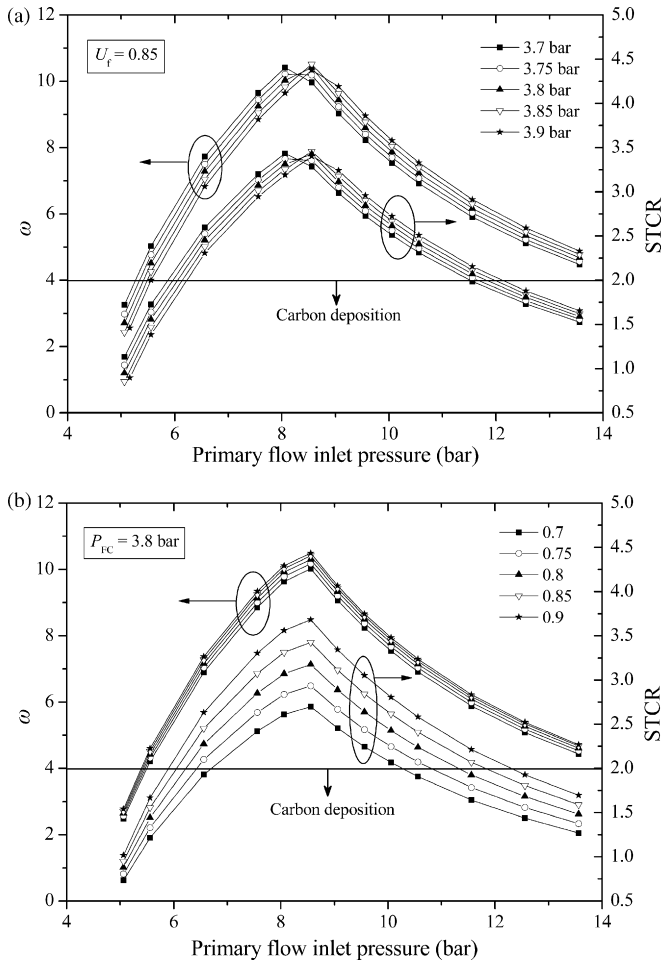 (a)
12
10
8
6
4
2
0
ω
U_f = 0.85
3.7 bar
3.75 bar
3.8 bar
3.85 bar
3.9 bar
Carbon deposition
5.0
4.5
4.0
3.5
3.0
2.5
2.0
1.5
1.0
0.5
STCR
4 6 8 10 12 14
Primary flow inlet pressure (bar)
(b)
12
10
8
6
4
2
0
ω
P_FC = 3.8 bar
0.7
0.75
0.8
0.85
0.9
Carbon deposition
5.0
4.5
4.0
3.5
3.0
2.5
2.0
1.5
1.0
0.5
STCR
4 6 8 10 12 14
Primary flow inlet pressure (bar)